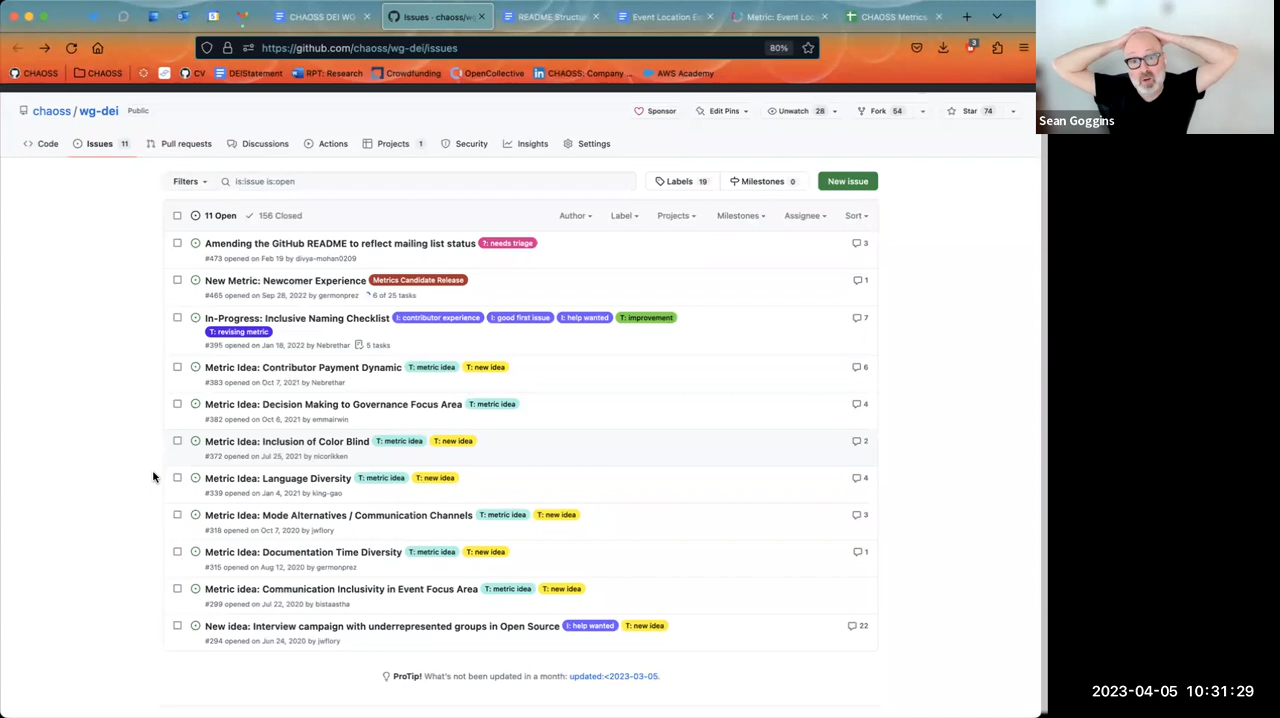 CHAOSS DEI WG
Issues - chaoss/wg
README Structu
Event Location E
Metric: Event Loc
CHAOSS Metrics
https://github.com/chaoss/wg-dei/issues
80%
3
CHAOSS
CHAOSS
CV
DEIStatement
RPT: Research
Crowdfunding
OpenCollective
CHAOSS: Company ...
AWS Academy
Sean Goggins
chaoss / wg-dei Public
Sponsor
Edit Pins
Unwatch 28
Fork 54
Star 74
Code
Issues 11
Pull requests
Discussions
Actions
Projects 1
Security
Insights
Settings
Filters
is:issue is:open
Labels 19
Milestones 0
New issue
11 Open 156 Closed
Author
Label
Projects
Milestones
Assignee
Sort
Amending the GitHub README to reflect mailing list status ?: needs triage 3
#473 opened on Feb 19 by divya-mohan0209
New Metric: Newcomer Experience Metrics Candidate Release 1
#465 opened on Sep 28, 2022 by germonprez 6 of 25 tasks
In-Progress: Inclusive Naming Checklist I: contributor experience I: good first issue I: help wanted T: improvement 7
T: revising metric
#395 opened on Jan 18, 2022 by Nebrethar 5 tasks
Metric Idea: Contributor Payment Dynamic T: metric idea T: new idea 6
#383 opened on Oct 7, 2021 by Nebrethar
Metric Idea: Decision Making to Governance Focus Area T: metric idea 4
#382 opened on Oct 6, 2021 by emmairwin
Metric Idea: Inclusion of Color Blind T: metric idea T: new idea 2
#372 opened on Jul 25, 2021 by nicorikken
Metric Idea: Language Diversity T: metric idea T: new idea 4
#339 opened on Jan 4, 2021 by king-gao
Metric Idea: Mode Alternatives / Communication Channels T: metric idea T: new idea 3
#318 opened on Oct 7, 2020 by jwflory
Metric Idea: Documentation Time Diversity T: metric idea T: new idea 1
#315 opened on Aug 12, 2020 by germonprez
Metric idea: Communication Inclusivity in Event Focus Area T: metric idea T: new idea
#299 opened on Jul 22, 2020 by bistaastha
New idea: Interview campaign with underrepresented groups in Open Source I: help wanted T: new idea 22
#294 opened on Jun 24, 2020 by jwflory
ProTip! What's not been updated in a month: updated:<2023-03-05.
2023-04-05 10:31:29